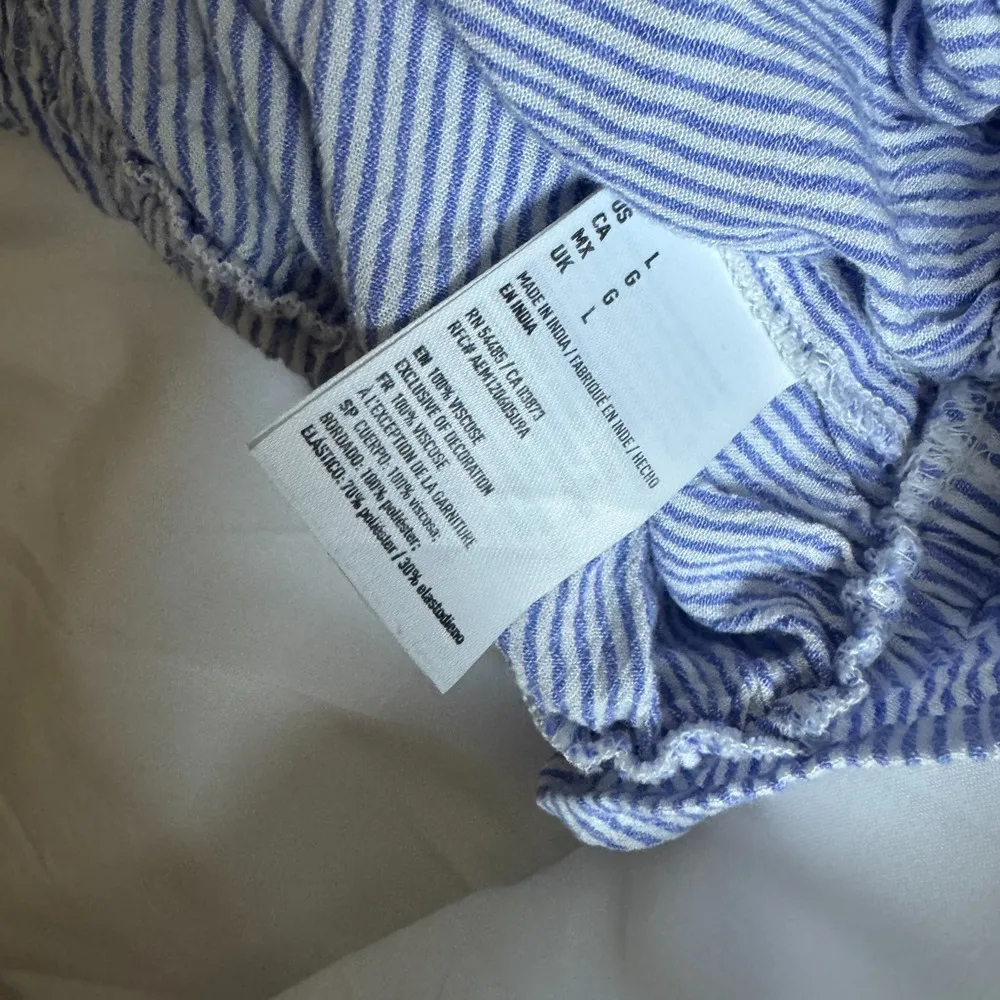 US
CA L
MX G
UK G
L
MADE IN INDIA / FABRIQUÉ EN INDE / HECHO
EN INDIA
RN 54485 / CA 13973
EN 100% VISCOSE
EXCLUSIVE OF DECORATION
FR 100% VISCOSE
À L'EXCEPTION DE LA GARNITURE
SP CUERPO: 100% viscosa;
BORDADO: 100% poliéster;
ELÁSTICO: 70% poliéster / 30% elastodieno